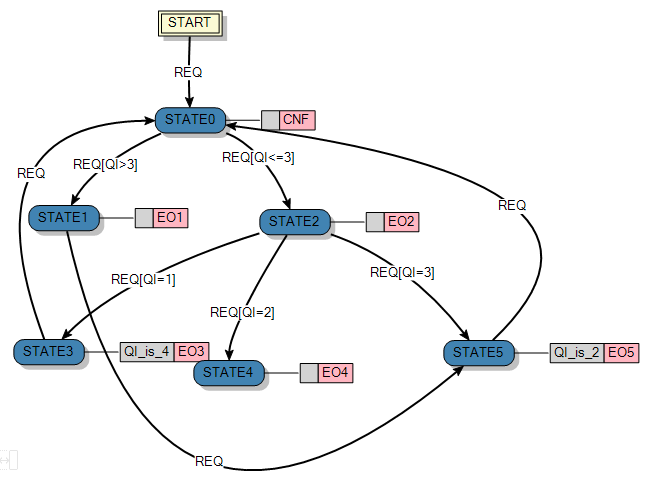 START
REQ
STATE0
CNF
REQ[QI>3]
REQ[QI<=3]
REQ
REQ
STATE1
EO1
STATE2
EO2
REQ[QI=1]
REQ[QI=3]
REQ[QI=2]
STATE3
QI_is_4 EO3
STATE5
QI_is_2 EO5
STATE4
EO4
REQ